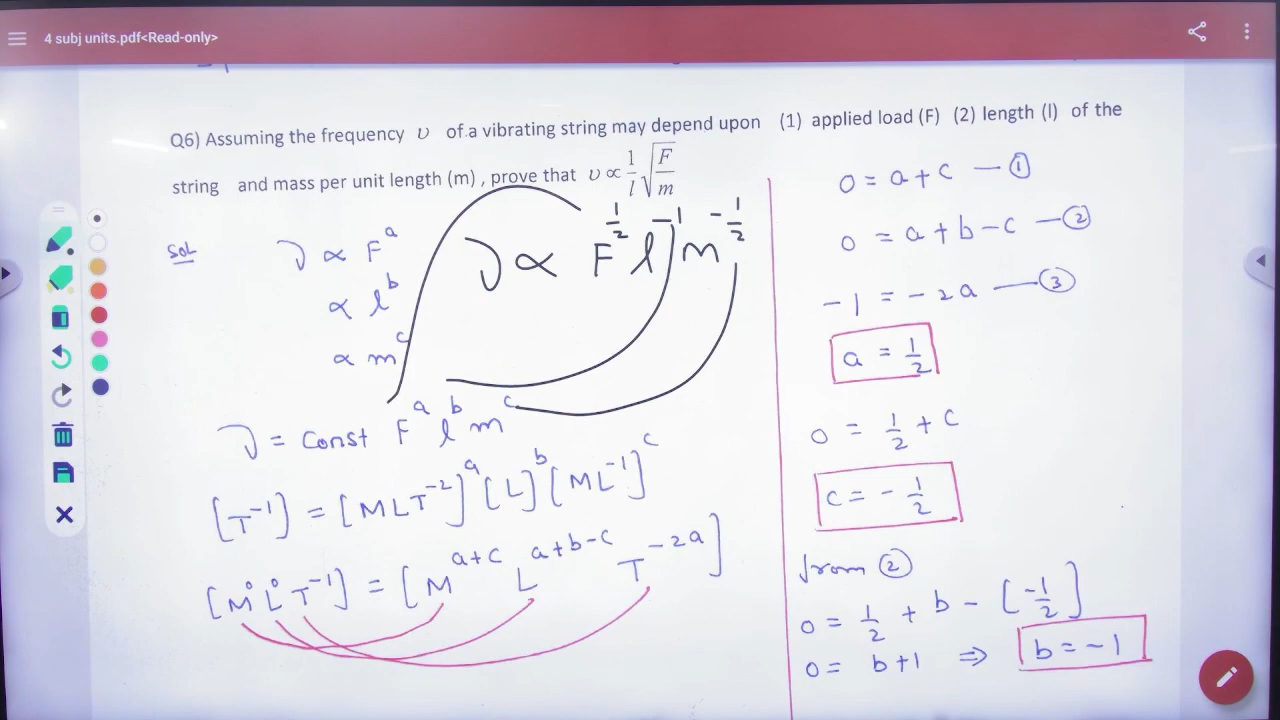 4 subj units.pdf<Read-only>
Q6) Assuming the frequency υ of.a vibrating string may depend upon (1) applied load (F) (2) length (l) of the
string and mass per unit length (m) , prove that υ ∝ 1/l √(F/m)
Sol
ν ∝ F^a
∝ l^b
∝ m^c
ν ∝ F^(1/2) l^(-1) m^(-1/2)
ν = Const F^a l^b m^c
[T^-1] = [MLT^-2]^a [L]^b [ML^-1]^c
[M^0 L^0 T^-1] = [M^(a+c) L^(a+b-c) T^(-2a)]
0 = a + c — ①
0 = a + b - c — ②
-1 = -2a — ③
a = 1/2
0 = 1/2 + c
c = - 1/2
from ②
0 = 1/2 + b - [-1/2]
0 = b+1 ⇒ b = -1